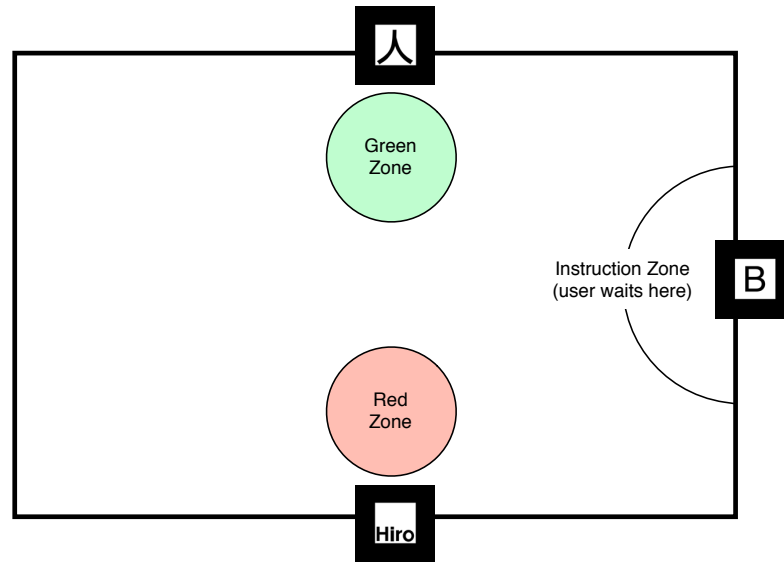 人
Green
Zone
Instruction Zone
(user waits here)
B
Red
Zone
Hiro